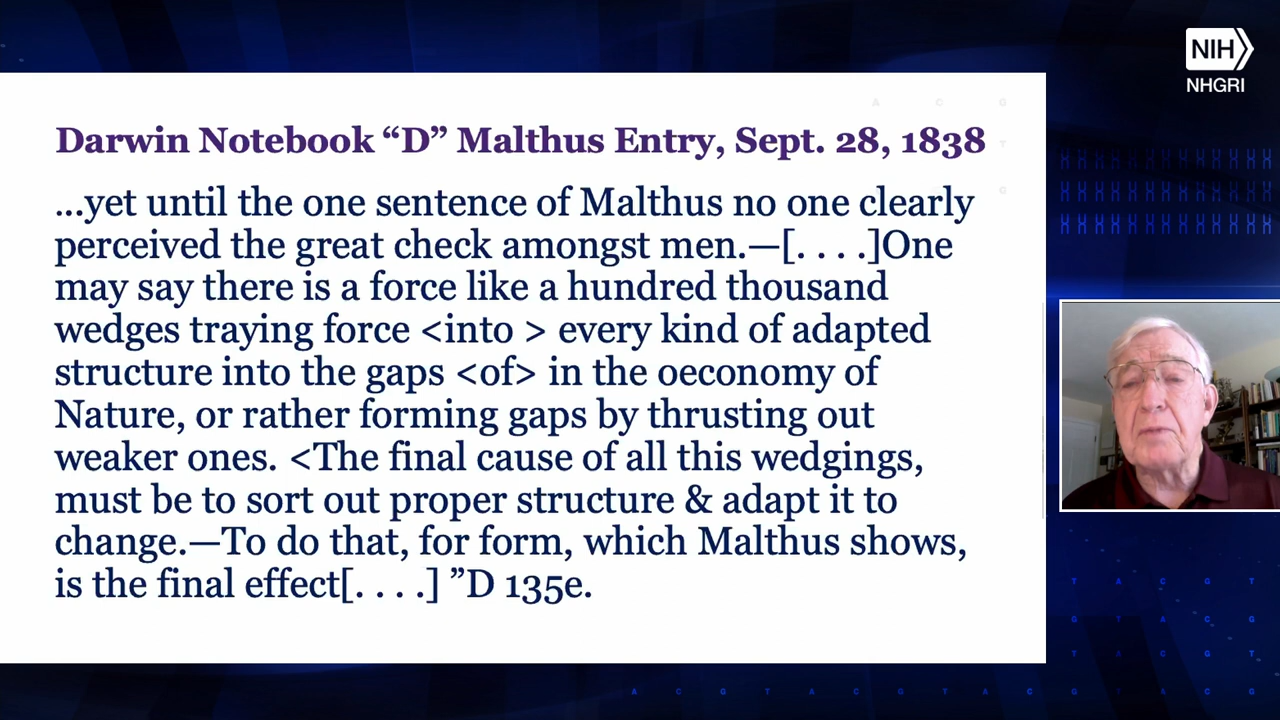 NIH
NHGRI
Darwin Notebook “D” Malthus Entry, Sept. 28, 1838
...yet until the one sentence of Malthus no one clearly
perceived the great check amongst men.—[. . . .]One
may say there is a force like a hundred thousand
wedges traying force <into > every kind of adapted
structure into the gaps <of> in the oeconomy of
Nature, or rather forming gaps by thrusting out
weaker ones. <The final cause of all this wedgings,
must be to sort out proper structure & adapt it to
change.—To do that, for form, which Malthus shows,
is the final effect[. . . .] ”D 135e.
A C G
T
G
T A C G T
G T A C G
T A C G T
A C G T A C G T A C G T A C G